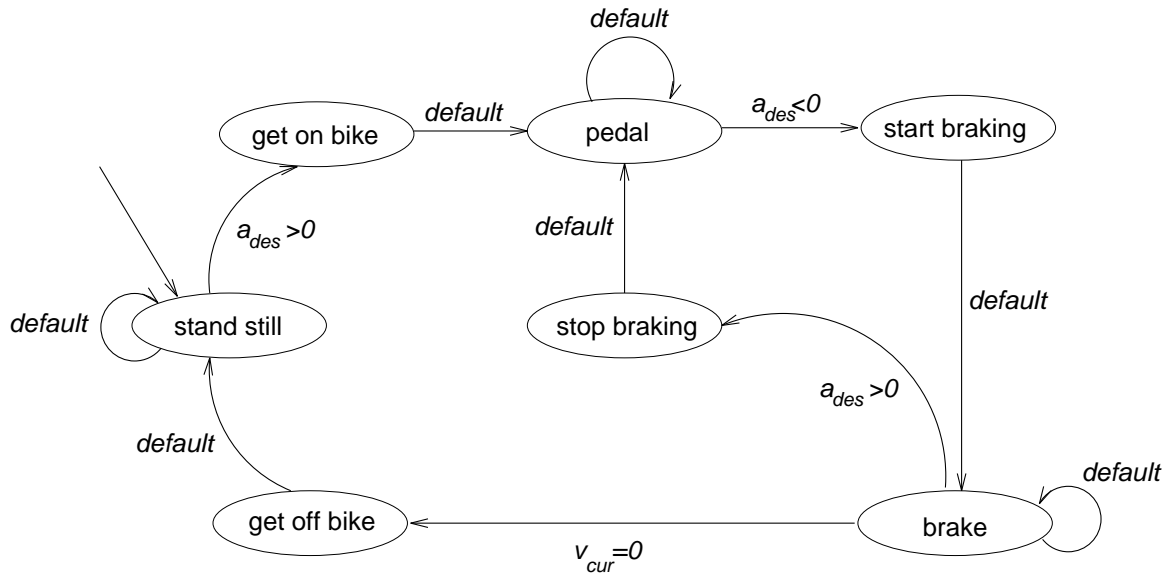 default
get on bike
default
pedal
a_des<0
start braking
a_des >0
default
default
stand still
stop braking
default
a_des >0
default
default
get off bike
brake
v_cur=0